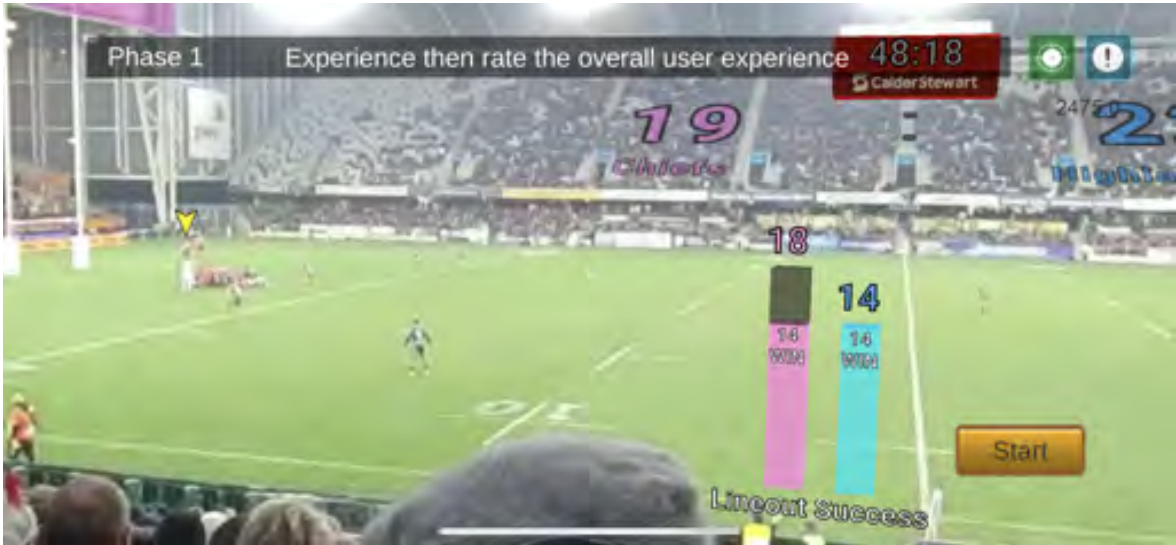 Phase 1
Experience then rate the overall user experience
48:18
CalderStewart
19
Chiefs
18
14
14
WIN
14
WIN
10
Start
Lineout Success